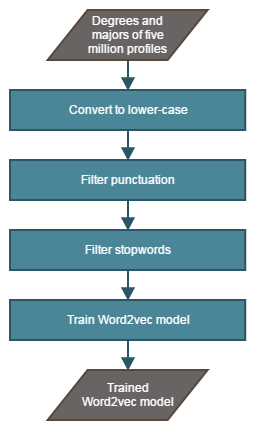 Degrees and
majors of five
million profiles
Convert to lower-case
Filter punctuation
Filter stopwords
Train Word2vec model
Trained
Word2vec model